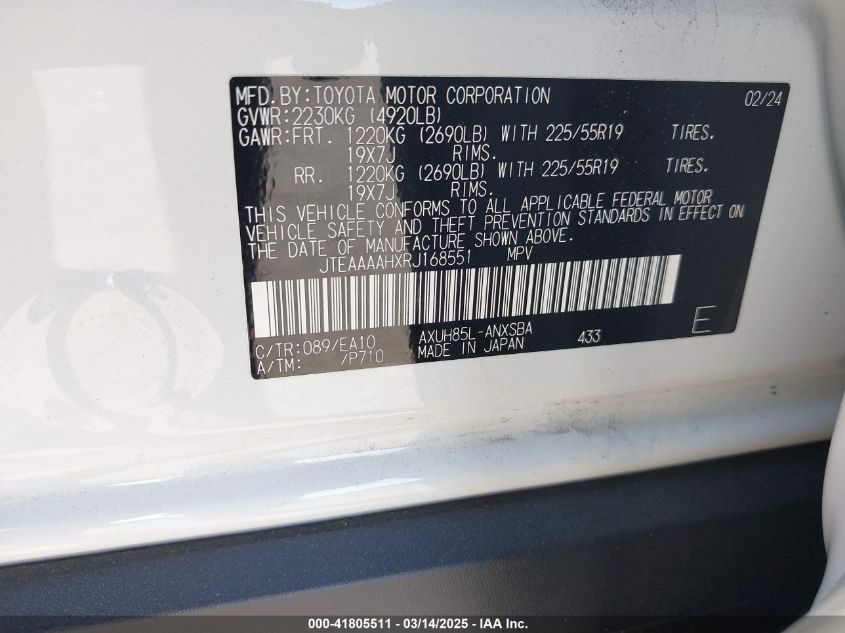 MFD.BY:TOYOTA MOTOR CORPORATION 02/24
GVWR:2230KG (4920LB)
GAWR:FRT. 1220KG (2690LB) WITH 225/55R19 TIRES.
19X7J RIMS.
RR. 1220KG (2690LB) WITH 225/55R19 TIRES.
19X7J RIMS.
THIS VEHICLE CONFORMS TO ALL APPLICABLE FEDERAL MOTOR
VEHICLE SAFETY AND THEFT PREVENTION STANDARDS IN EFFECT ON
THE DATE OF MANUFACTURE SHOWN ABOVE.
JTEAAAAHXRJ168551 MPV
C/TR:089/EA10 AXUH85L-ANXSBA 433 E
A/TM: /P710 MADE IN JAPAN
000-41805511 - 03/14/2025 - IAA Inc.